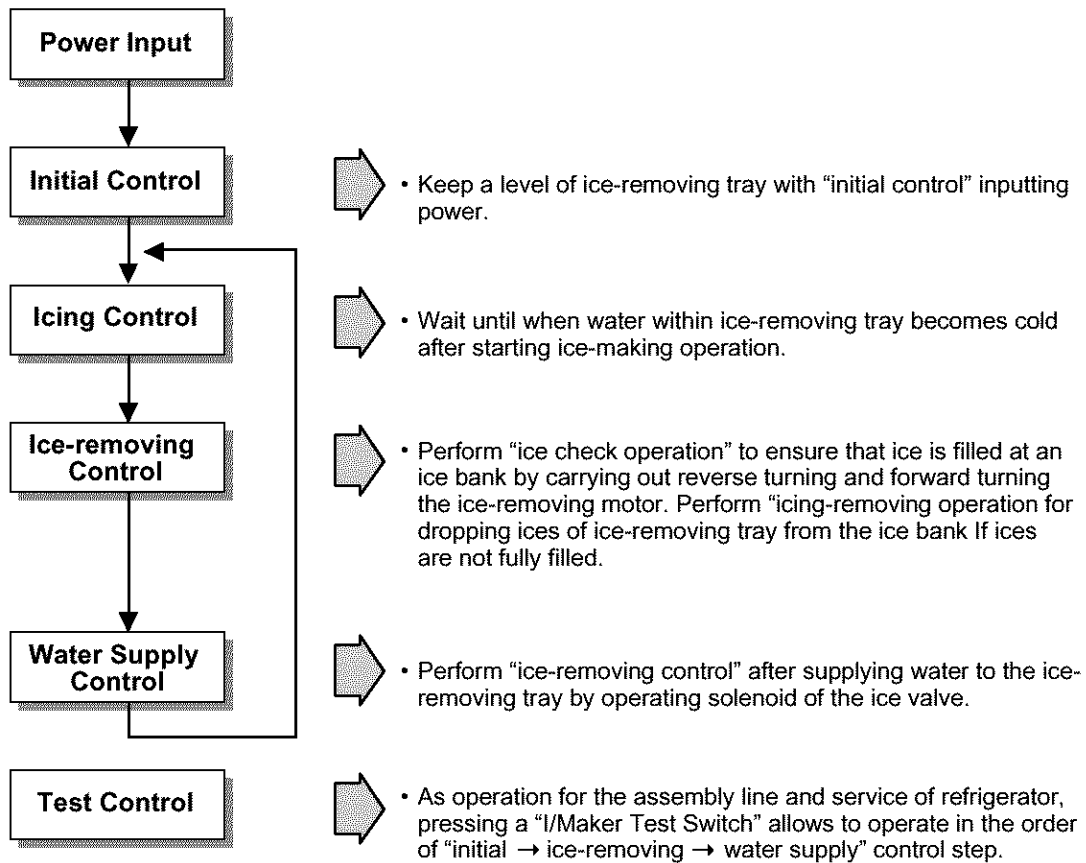 Power Input
Initial Control
• Keep a level of ice-removing tray with “initial control” inputting
power.
Icing Control
• Wait until when water within ice-removing tray becomes cold
after starting ice-making operation.
Ice-removing
Control
• Perform “ice check operation” to ensure that ice is filled at an
ice bank by carrying out reverse turning and forward turning
the ice-removing motor. Perform “icing-removing operation for
dropping ices of ice-removing tray from the ice bank If ices
are not fully filled.
Water Supply
Control
• Perform “ice-removing control” after supplying water to the ice-
removing tray by operating solenoid of the ice valve.
Test Control
• As operation for the assembly line and service of refrigerator,
pressing a “I/Maker Test Switch” allows to operate in the order
of “initial → ice-removing → water supply” control step.